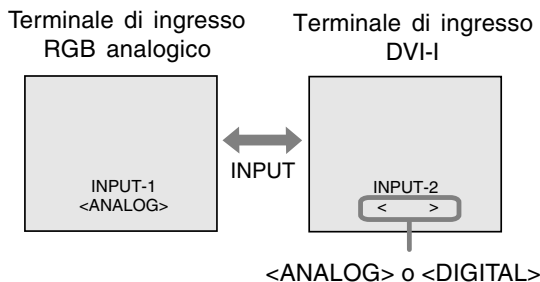 Terminale di ingresso
RGB analogico
Terminale di ingresso
DVI-I
INPUT-1
<ANALOG>
INPUT
INPUT-2
< >
<ANALOG> o <DIGITAL>